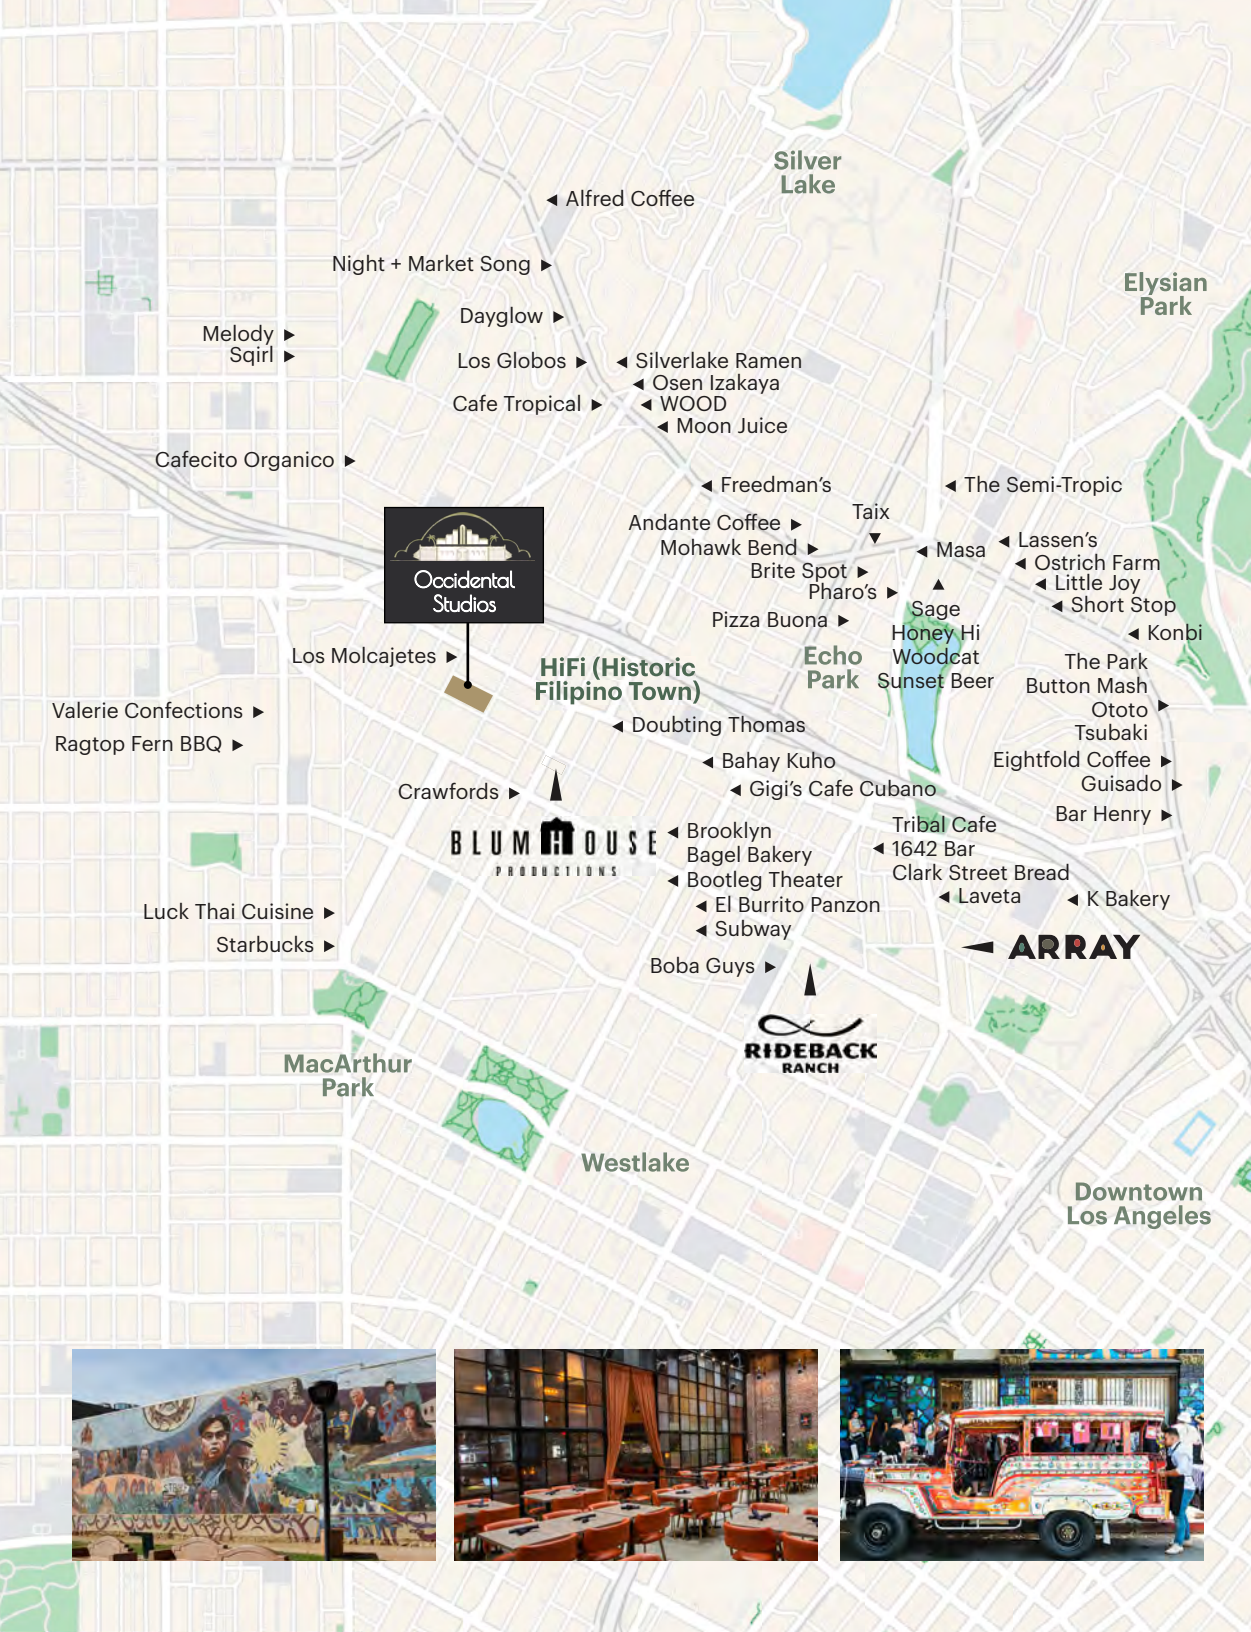 Silver
Lake
◄ Alfred Coffee
Night + Market Song ►
Elysian
Park
Dayglow ►
Melody ►
Sqirl ►
Los Globos ►
◄ Silverlake Ramen
◄ Osen Izakaya
Cafe Tropical ►
◄ WOOD
◄ Moon Juice
Cafecito Organico ►
◄ Freedman's
◄ The Semi-Tropic
Taix
▼
Andante Coffee ►
Mohawk Bend ►
◄ Masa
▲
◄ Lassen's
◄ Ostrich Farm
Brite Spot ►
◄ Little Joy
Pharo's ►
◄ Short Stop
Occidental
Studios
Sage
Honey Hi
Woodcat
Sunset Beer
Pizza Buona ►
◄ Konbi
Echo
Park
Los Molcajetes ►
HiFi (Historic
Filipino Town)
The Park
Button Mash
Ototo ►
Tsubaki
Valerie Confections ►
◄ Doubting Thomas
Ragtop Fern BBQ ►
◄ Bahay Kuho
Eightfold Coffee ►
Guisado ►
Crawfords ►
◄ Gigi's Cafe Cubano
Bar Henry ►
BLUMHOUSE
PRODUCTIONS
◄ Brooklyn
Bagel Bakery
Tribal Cafe
◄ 1642 Bar
Clark Street Bread
◄ Bootleg Theater
◄ Laveta
◄ K Bakery
◄ El Burrito Panzon
Luck Thai Cuisine ►
◄ Subway
Starbucks ►
ARRAY
Boba Guys ►
RIDEBACK
RANCH
MacArthur
Park
Westlake
Downtown
Los Angeles